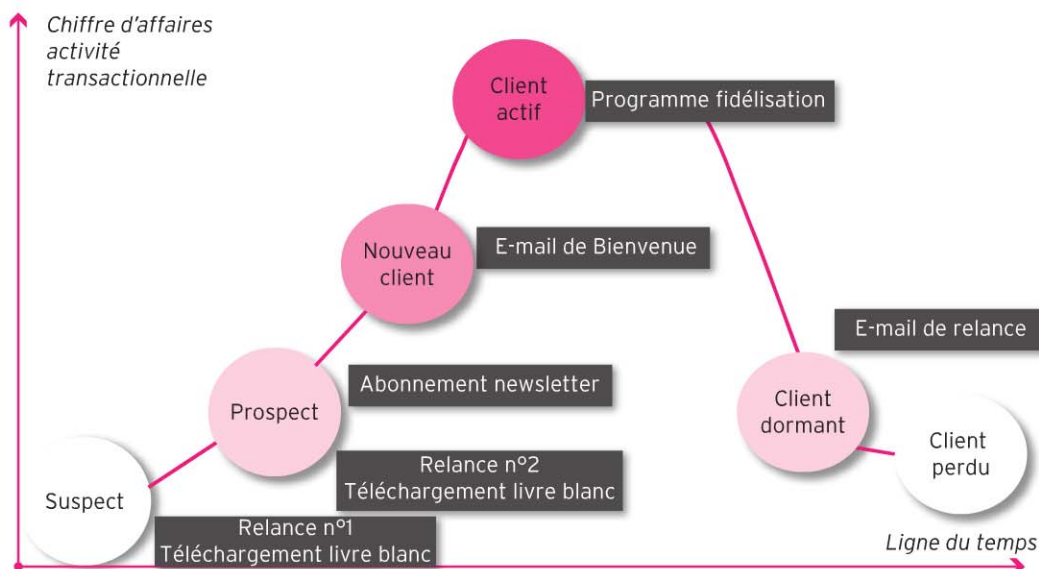 Chiffre d'affaires
activité
transactionnelle
Client
actif
Programme fidélisation
Nouveau
client
E-mail de Bienvenue
E-mail de relance
Abonnement newsletter
Prospect
Client
dormant
Client
perdu
Relance n°2
Téléchargement livre blanc
Suspect
Relance n°1
Téléchargement livre blanc
Ligne du temps